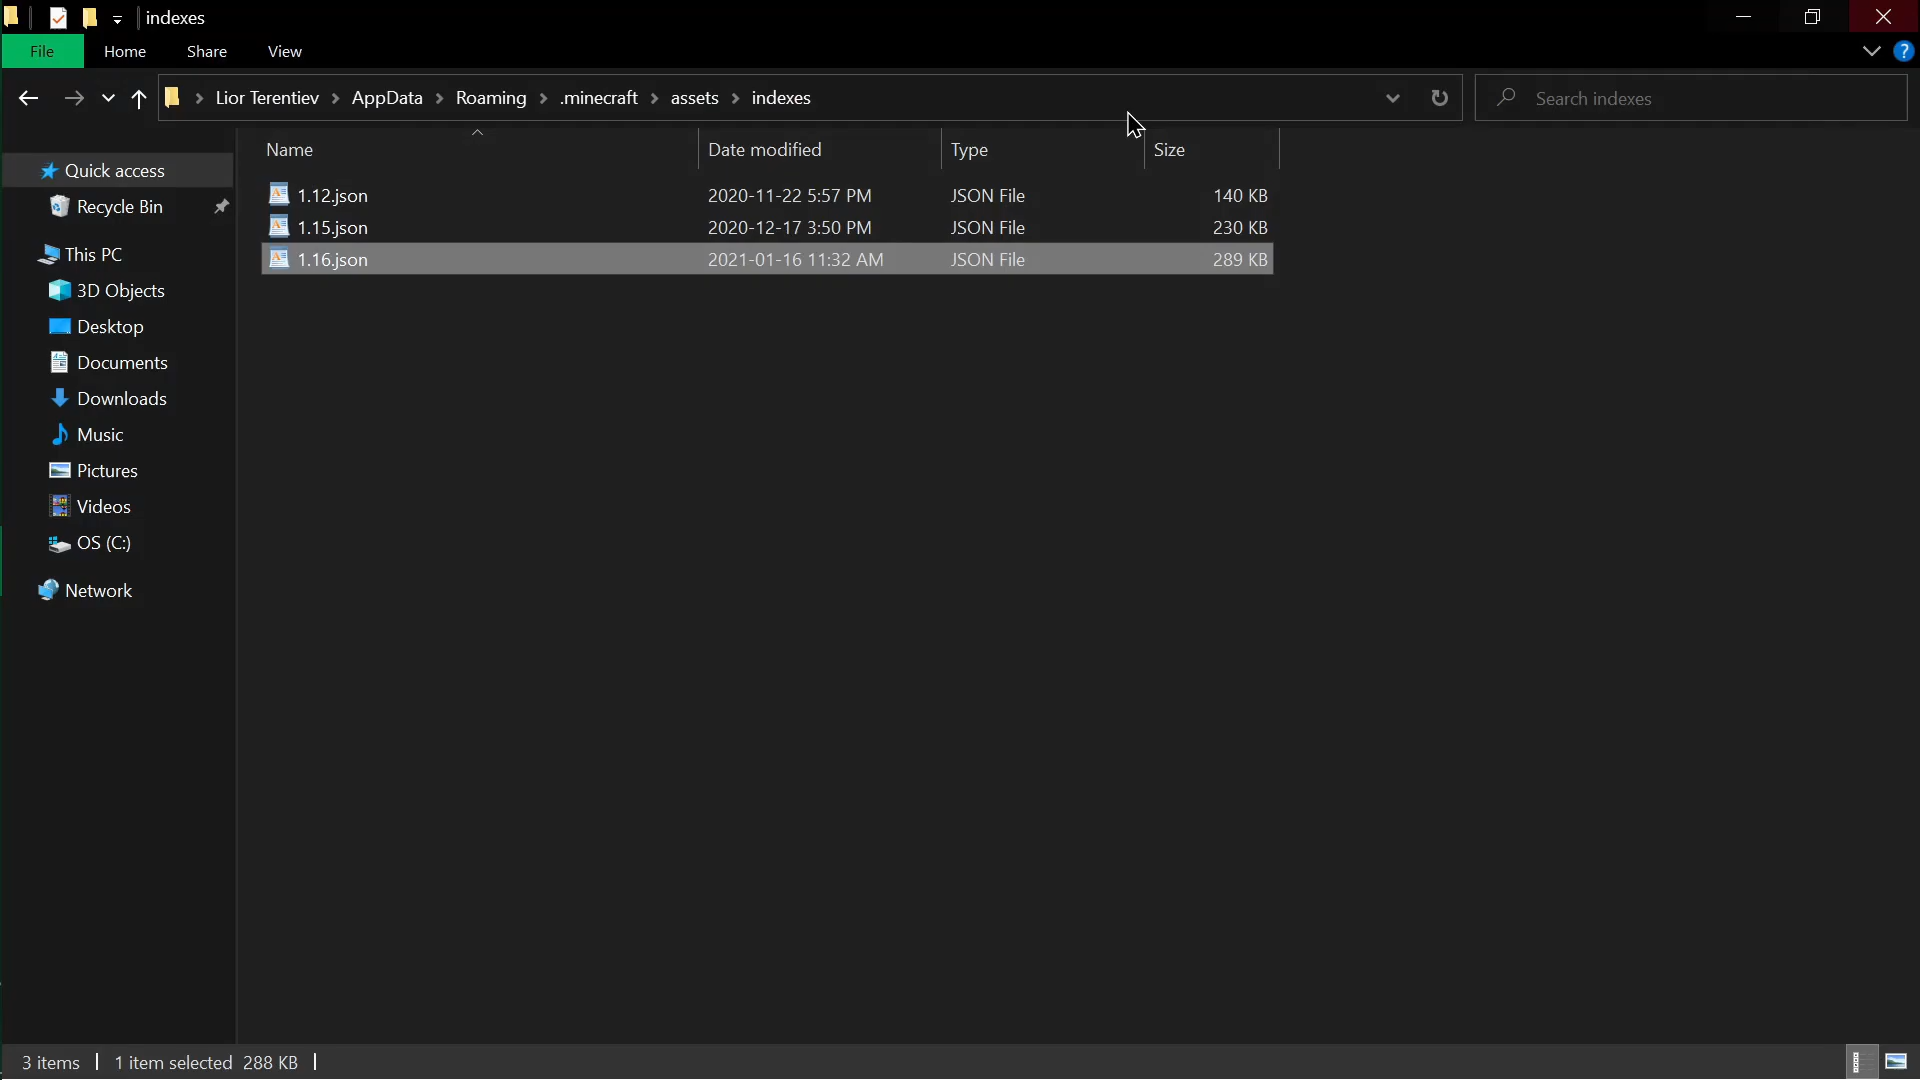 indexes
File Home Share View
Lior Terentiev AppData Roaming .minecraft assets indexes Search indexes
Name Date modified Type Size
Quick access
Recycle Bin
This PC
3D Objects
Desktop
Documents
Downloads
Music
Pictures
Videos
OS (C:)
Network
1.12.json 2020-11-22 5:57 PM JSON File 140 KB
1.15.json 2020-12-17 3:50 PM JSON File 230 KB
1.16.json 2021-01-16 11:32 AM JSON File 289 KB
3 items 1 item selected 288 KB